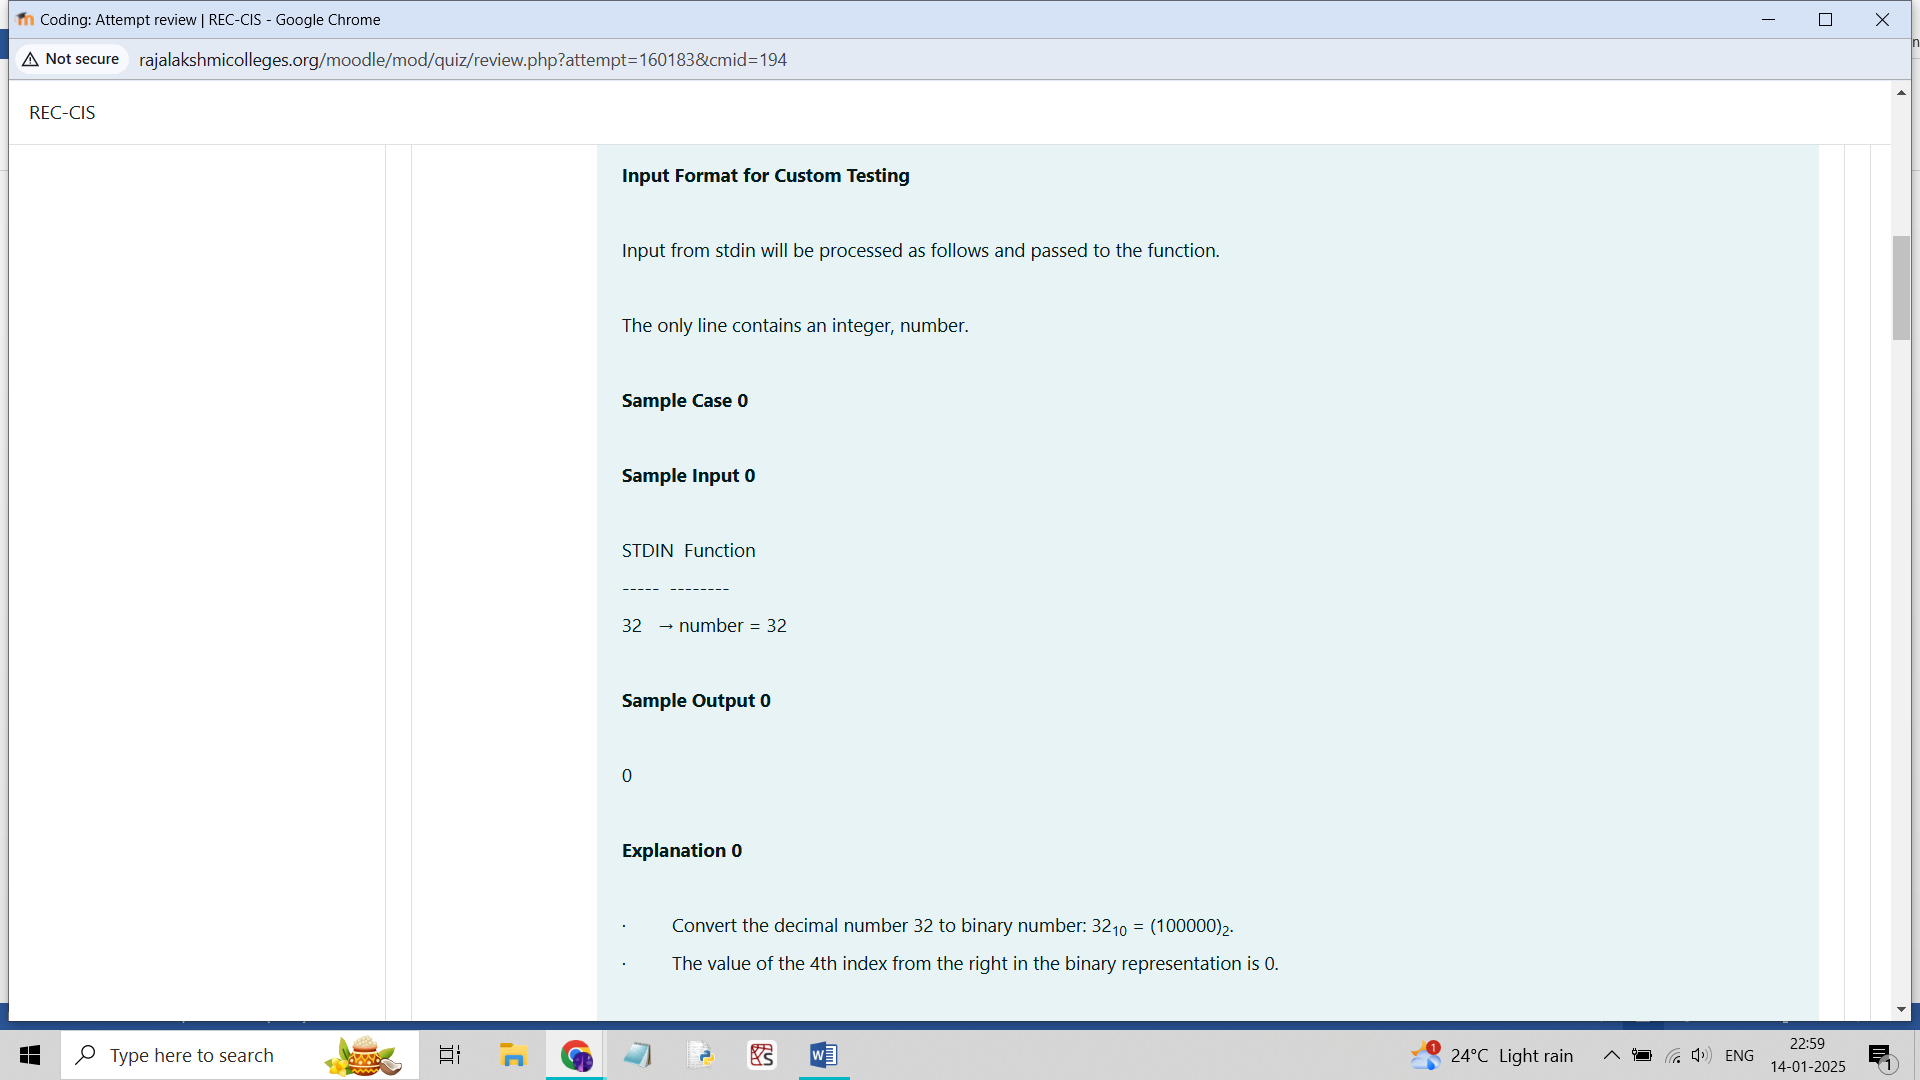 Coding: Attempt review | REC-CIS - Google Chrome
Not secure rajalakshmicolleges.org/moodle/mod/quiz/review.php?attempt=160183&cmid=194
REC-CIS
Input Format for Custom Testing
Input from stdin will be processed as follows and passed to the function.
The only line contains an integer, number.
Sample Case 0
Sample Input 0
STDIN Function
----- --------
32 → number = 32
Sample Output 0
0
Explanation 0
· Convert the decimal number 32 to binary number: 32₁₀ = (100000)₂.
· The value of the 4th index from the right in the binary representation is 0.
Type here to search
1
24°C Light rain
ENG
22:59
14-01-2025
1